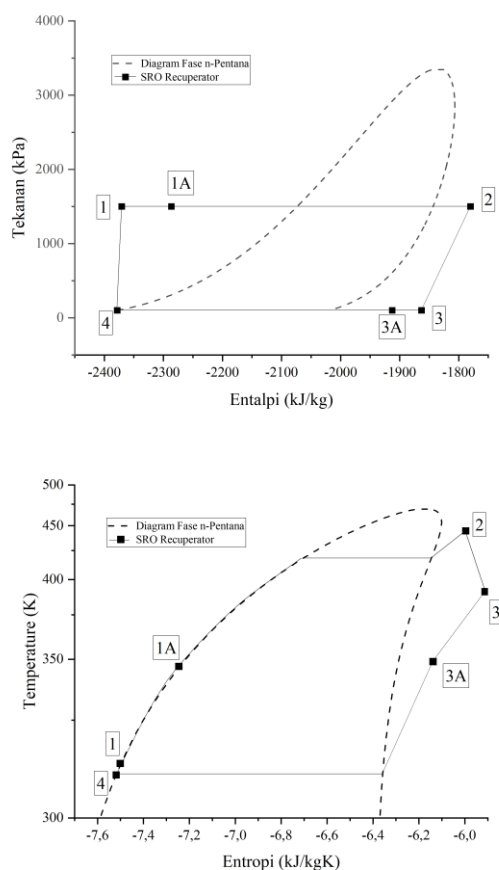 4000
3000
2000
1000
0
Tekanan (kPa)
Diagram Fase n-Pentana
SRO Recuperator
1A
1
2
4
3A
3
-2400 -2300 -2200 -2100 -2000 -1900 -1800
Entalpi (kJ/kg)
500
450
400
350
300
Temperature (K)
Diagram Fase n-Pentana
SRO Recuperator
2
3
1A
3A
1
4
-7,6 -7,4 -7,2 -7,0 -6,8 -6,6 -6,4 -6,2 -6,0
Entropi (kJ/kgK)